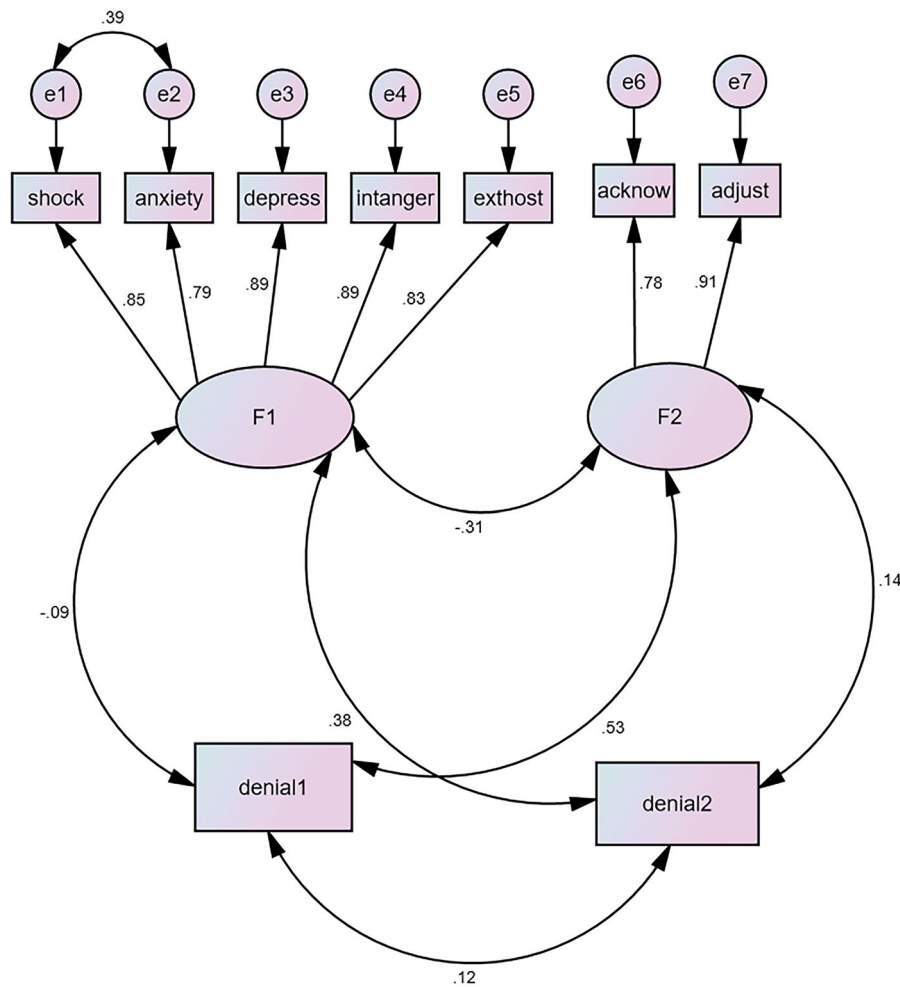 .39
e1 e2 e3 e4 e5 e6 e7
shock anxiety depress intanger exthost acknow adjust
.85 .79 .89 .89 .83 .78 .91
F1 F2
-.31
-.09 .14
.38 .53
denial1 denial2
.12